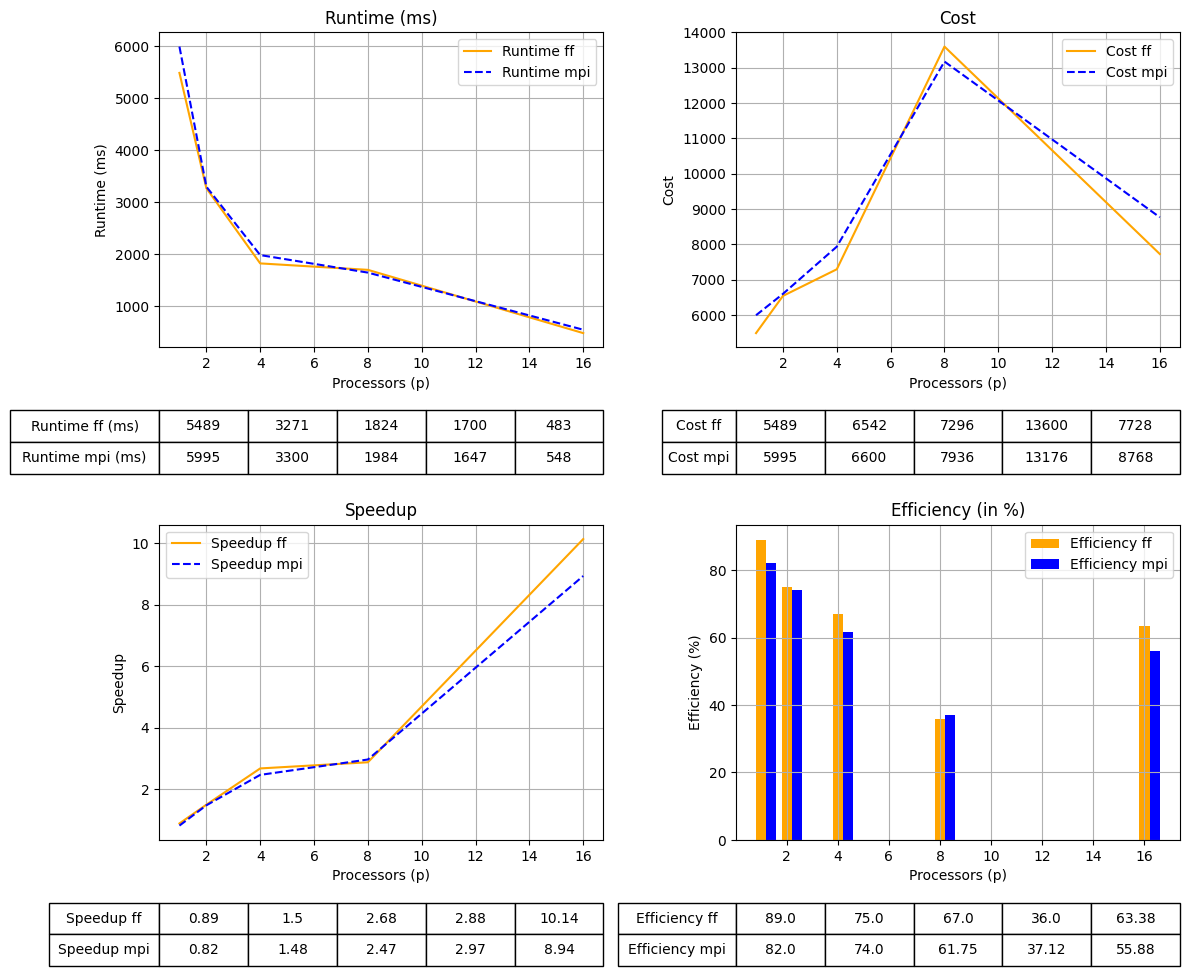 Runtime (ms)
Runtime (ms)
6000
5000
4000
3000
2000
1000
Runtime ff
Runtime mpi
2 4 6 8 10 12 14 16
Processors (p)
Runtime ff (ms) 5489 3271 1824 1700 483
Runtime mpi (ms) 5995 3300 1984 1647 548
Cost
Cost
14000
13000
12000
11000
10000
9000
8000
7000
6000
Cost ff
Cost mpi
2 4 6 8 10 12 14 16
Processors (p)
Cost ff 5489 6542 7296 13600 7728
Cost mpi 5995 6600 7936 13176 8768
Speedup
Speedup
10
8
6
4
2
Speedup ff
Speedup mpi
2 4 6 8 10 12 14 16
Processors (p)
Speedup ff 0.89 1.5 2.68 2.88 10.14
Speedup mpi 0.82 1.48 2.47 2.97 8.94
Efficiency (in %)
Efficiency (%)
80
60
40
20
0
Efficiency ff
Efficiency mpi
2 4 6 8 10 12 14 16
Processors (p)
Efficiency ff 89.0 75.0 67.0 36.0 63.38
Efficiency mpi 82.0 74.0 61.75 37.12 55.88